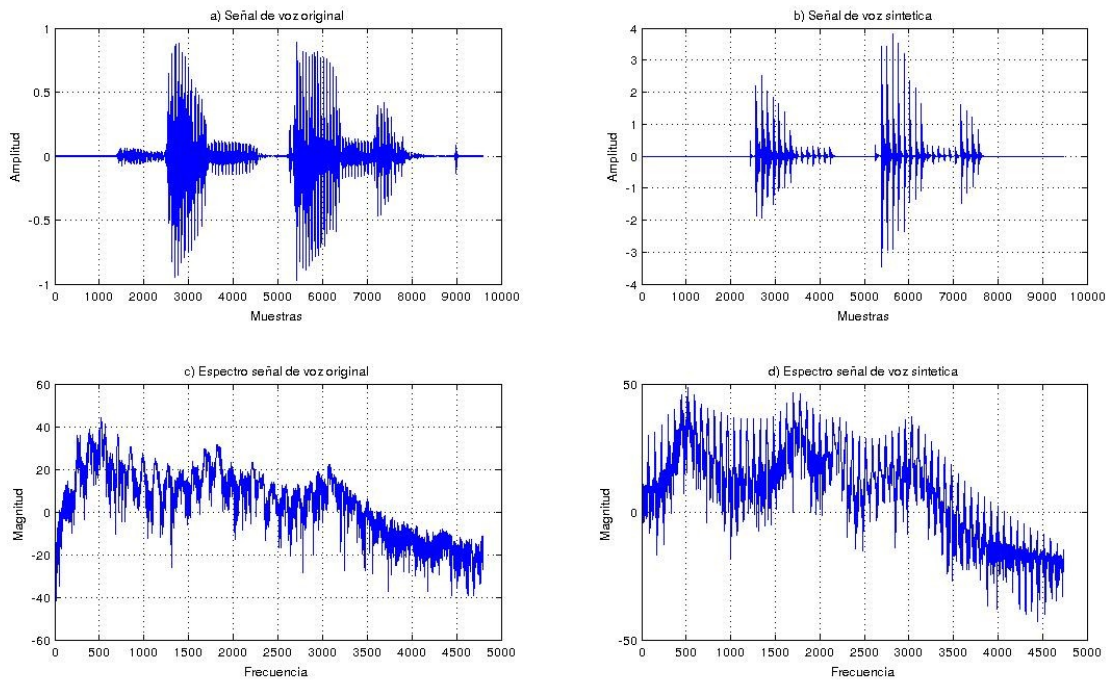 a) Señal de voz original
Amplitud
1
0.5
0
-0.5
-1
0 1000 2000 3000 4000 5000 6000 7000 8000 9000 10000
Muestras
b) Señal de voz sintetica
Amplitud
4
3
2
1
0
-1
-2
-3
-4
0 1000 2000 3000 4000 5000 6000 7000 8000 9000 10000
Muestras
c) Espectro señal de voz original
Magnitud
60
40
20
0
-20
-40
-60
0 500 1000 1500 2000 2500 3000 3500 4000 4500 5000
Frecuencia
d) Espectro señal de voz sintetica
Magnitud
50
0
-50
0 500 1000 1500 2000 2500 3000 3500 4000 4500 5000
Frecuencia